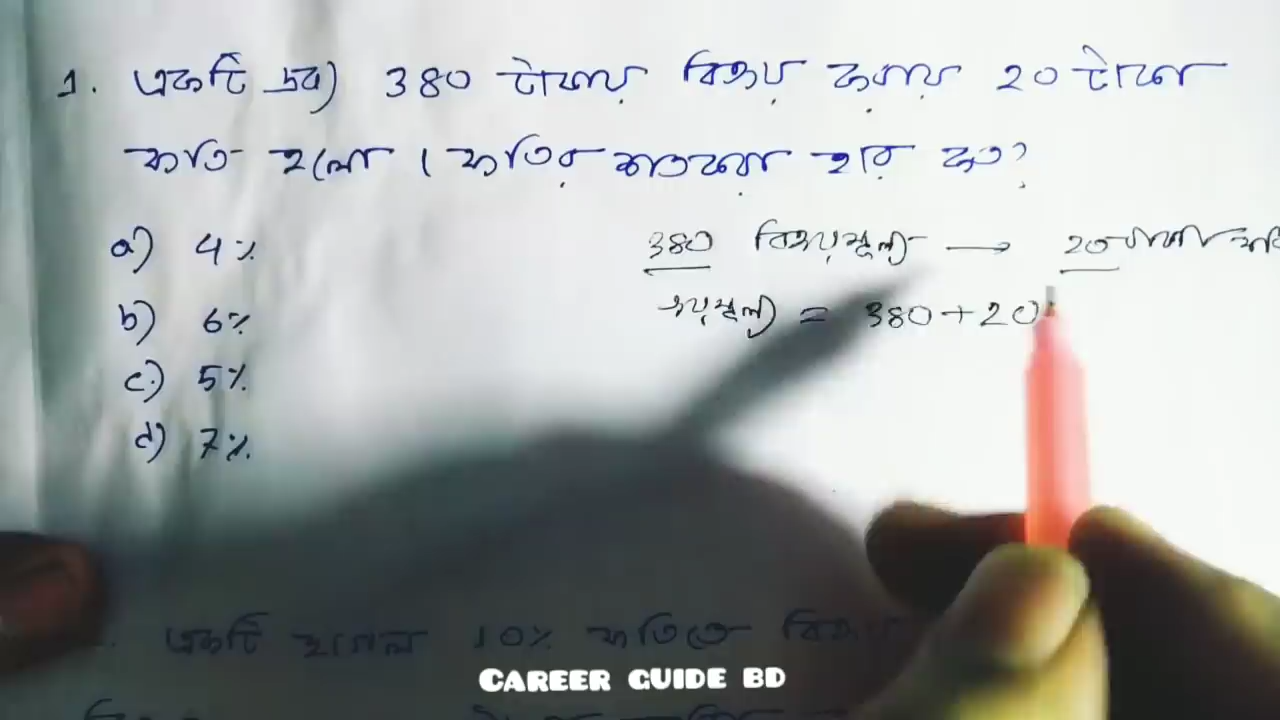 1. একটি দ্রব্য 380 টাকায় বিক্রয় করায় 20 টাকা
ক্ষতি হলো। ক্ষতির শতকরা হার কত?
a) 4%
b) 6%
c) 5%
d) 7%
380 বিক্রয়মূল্য → 20 টাকা
ক্রয়মূল্য = 380+20
একটি ছাগল 10% ক্ষতিতে
CAREER GUIDE BD